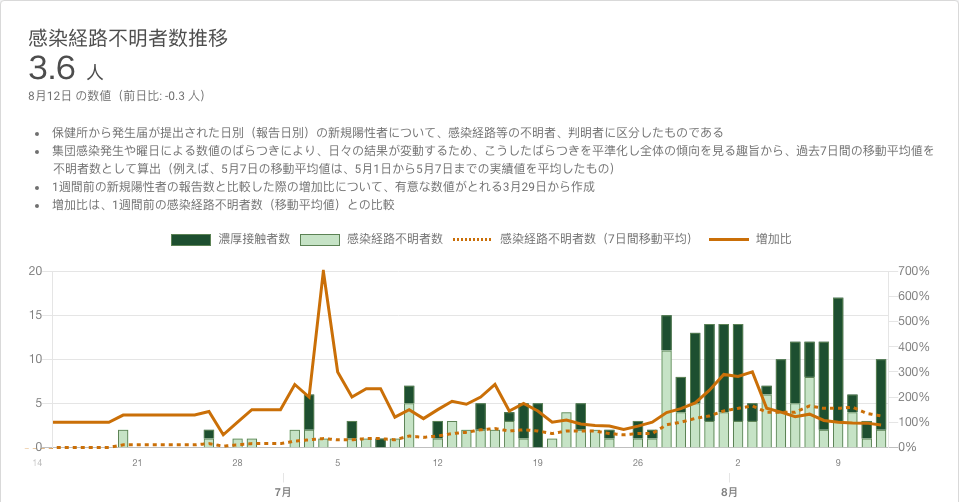 感染経路不明者数推移
3.6 人
8月12日 の数値（前日比: -0.3 人）
• 保健所から発生届が提出された日別（報告日別）の新規陽性者について、感染経路等の不明者、判明者に区分したものである
• 集団感染発生や曜日による数値のばらつきにより、日々の結果が変動するため、こうしたばらつきを平準化し全体の傾向を見る趣旨から、過去7日間の移動平均値を
不明者数として算出（例えば、5月7日の移動平均値は、5月1日から5月7日までの実績値を平均したもの）
• 1週間前の新規陽性者の報告数と比較した際の増加比について、有意な数値がとれる3月29日から作成
• 増加比は、1週間前の感染経路不明者数（移動平均値）との比較
濃厚接触者数 感染経路不明者数 感染経路不明者数（7日間移動平均） 増加比
20 700%
600%
15
500%
400%
10
300%
200%
5
100%
0 0%
14 21 28 5 12 19 26 2 9
7月 8月